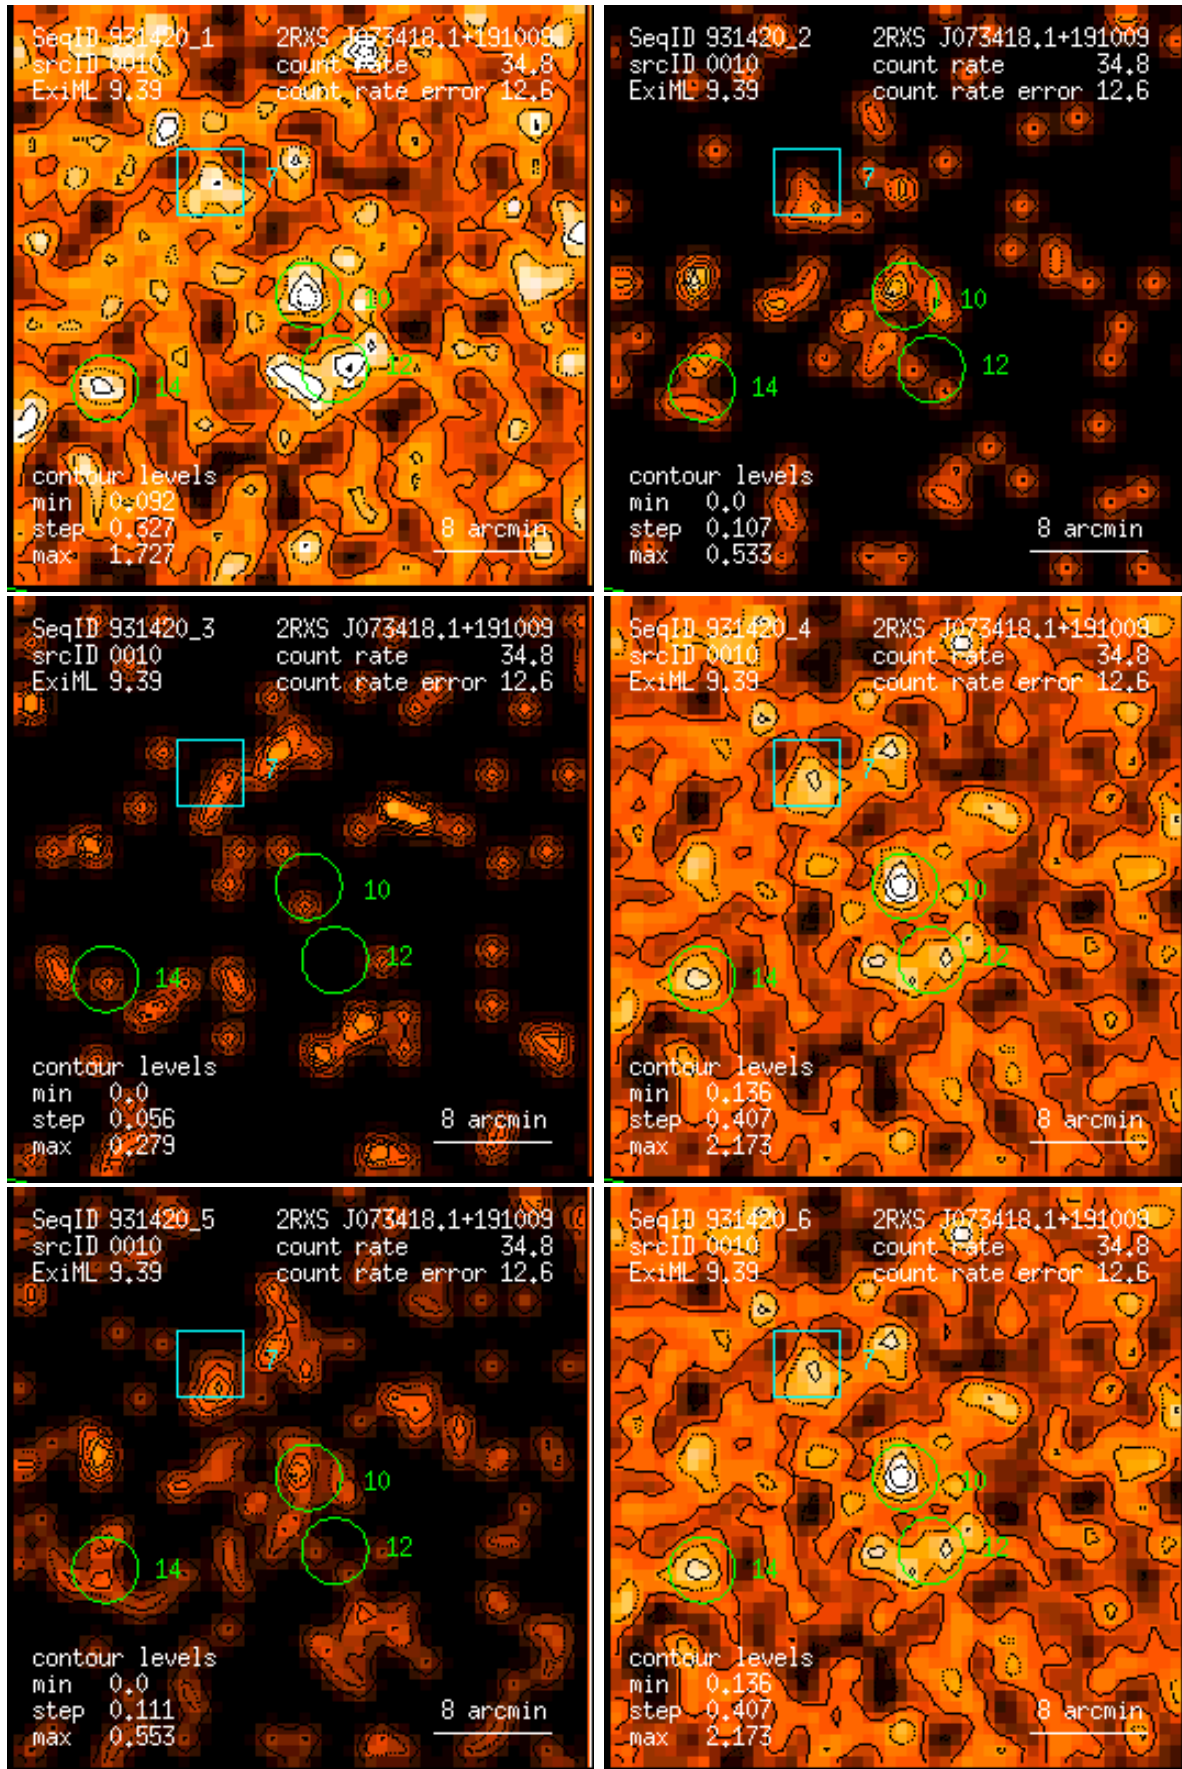 SeqID 931420_1 2RXS J073418.1+191009
srcID 0010 count rate 34.8
ExiML 9.39 count rate error 12.6
7
10
12
14
contour levels
min 0.092
step 0.327 8 arcmin
max 1.727
SeqID 931420_2 2RXS J073418.1+191009
srcID 0010 count rate 34.8
ExiML 9.39 count rate error 12.6
7
10
12
14
contour levels
min 0.0
step 0.107 8 arcmin
max 0.533
SeqID 931420_3 2RXS J073418.1+191009
srcID 0010 count rate 34.8
ExiML 9.39 count rate error 12.6
7
10
12
14
contour levels
min 0.0
step 0.056 8 arcmin
max 0.279
SeqID 931420_4 2RXS J073418.1+191009
srcID 0010 count rate 34.8
ExiML 9.39 count rate error 12.6
7
10
12
14
contour levels
min 0.136
step 0.407 8 arcmin
max 2.173
SeqID 931420_5 2RXS J073418.1+191009
srcID 0010 count rate 34.8
ExiML 9.39 count rate error 12.6
7
10
12
14
contour levels
min 0.0
step 0.111 8 arcmin
max 0.553
SeqID 931420_6 2RXS J073418.1+191009
srcID 0010 count rate 34.8
ExiML 9.39 count rate error 12.6
7
10
12
14
contour levels
min 0.136
step 0.407 8 arcmin
max 2.173